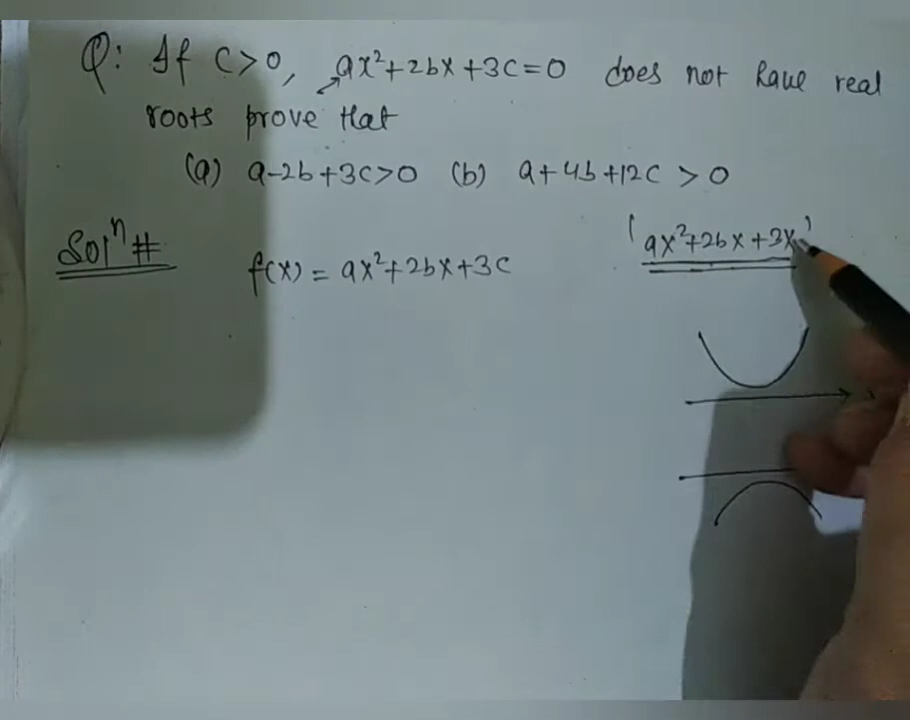 Q: If C>0, ax²+2bx+3c=0 does not have real
roots prove that
(a) a-2b+3c>0 (b) a+4b+12c >0
Solⁿ #
f(x) = ax²+2bx+3c
(ax²+2bx+3x)